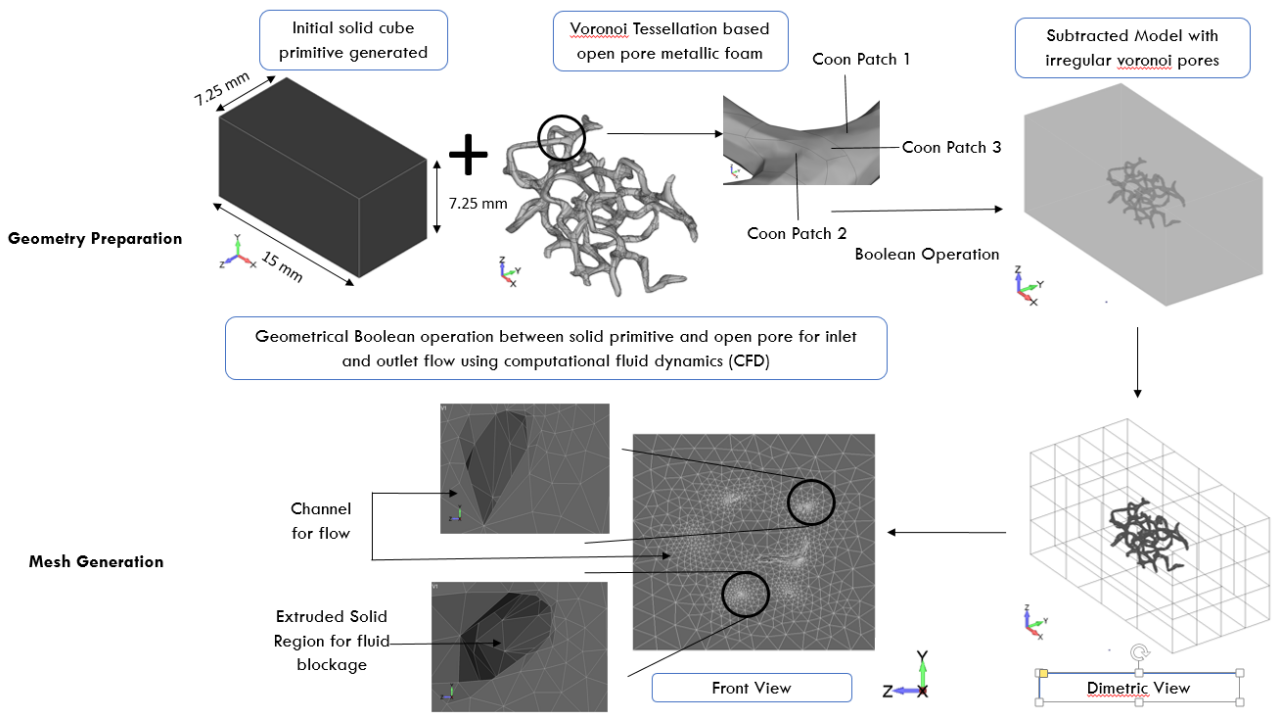 Initial solid cube
primitive generated
Voronoi Tessellation based
open pore metallic foam
Subtracted Model with
irregular voronoi pores
Coon Patch 1
Coon Patch 3
Coon Patch 2
7.25 mm
7.25 mm
15 mm
Y
Z
X
Z
Y
X
Boolean Operation
Z
Y
X
Geometry Preparation
Geometrical Boolean operation between solid primitive and open pore for inlet
and outlet flow using computational fluid dynamics (CFD)
Channel
for flow
Mesh Generation
Extruded Solid
Region for fluid
blockage
Front View
Y
Z
X
Z
Y
X
Dimetric View